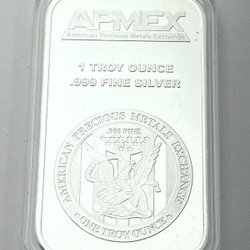 APMEX
American Precious Metals Exchange
1 TROY OUNCE
.999 FINE SILVER
AMERICAN PRECIOUS METALS EXCHANGE
.999 FINE
ONE TROY OUNCE